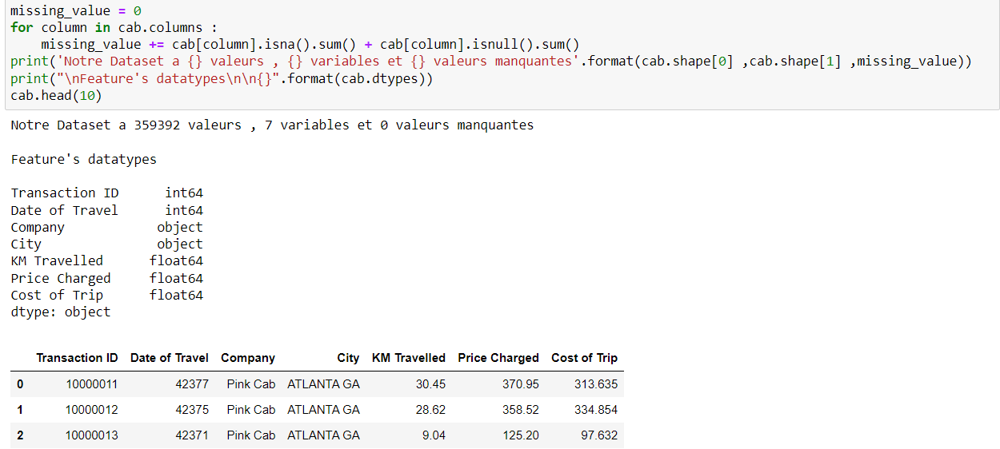 missing_value = 0
for column in cab.columns :
    missing_value += cab[column].isna().sum() + cab[column].isnull().sum()
print('Notre Dataset a {} valeurs , {} variables et {} valeurs manquantes'.format(cab.shape[0] ,cab.shape[1] ,missing_value))
print("\nFeature's datatypes\n\n{}".format(cab.dtypes))
cab.head(10)
Notre Dataset a 359392 valeurs , 7 variables et 0 valeurs manquantes
Feature's datatypes
Transaction ID      int64
Date of Travel      int64
Company            object
City               object
KM Travelled      float64
Price Charged     float64
Cost of Trip      float64
dtype: object
Transaction ID Date of Travel Company City KM Travelled Price Charged Cost of Trip
0 10000011 42377 Pink Cab ATLANTA GA 30.45 370.95 313.635
1 10000012 42375 Pink Cab ATLANTA GA 28.62 358.52 334.854
2 10000013 42371 Pink Cab ATLANTA GA 9.04 125.20 97.632